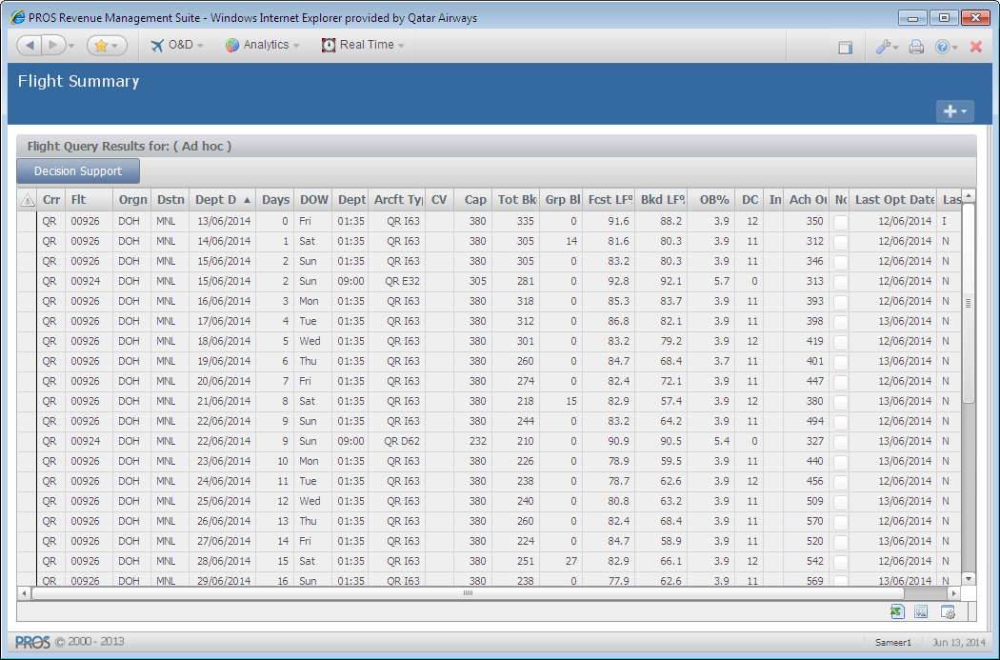 PROS Revenue Management Suite - Windows Internet Explorer provided by Qatar Airways
O&D Analytics Real Time
Flight Summary
Flight Query Results for: ( Ad hoc )
Decision Support
Crr Flt Orgn Dstn Dept D Days DOW Dept Arcft Typ CV Cap Tot Bk Grp Bl Fcst LF% Bkd LF% OB% DC In Ach O No Last Opt Date Las
QR 00926 DOH MNL 13/06/2014 0 Fri 01:35 QR I63 380 335 0 91.6 88.2 3.9 12 350 12/06/2014 I
QR 00926 DOH MNL 14/06/2014 1 Sat 01:35 QR I63 380 305 14 81.6 80.3 3.9 11 312 12/06/2014 N
QR 00926 DOH MNL 15/06/2014 2 Sun 01:35 QR I63 380 305 0 83.2 80.3 3.9 11 346 12/06/2014 N
QR 00924 DOH MNL 15/06/2014 2 Sun 09:00 QR E32 305 281 0 92.8 92.1 5.7 0 313 12/06/2014 N
QR 00926 DOH MNL 16/06/2014 3 Mon 01:35 QR I63 380 318 0 85.3 83.7 3.9 11 393 12/06/2014 N
QR 00926 DOH MNL 17/06/2014 4 Tue 01:35 QR I63 380 312 0 86.8 82.1 3.9 11 398 13/06/2014 N
QR 00926 DOH MNL 18/06/2014 5 Wed 01:35 QR I63 380 301 0 83.2 79.2 3.9 12 419 12/06/2014 N
QR 00926 DOH MNL 19/06/2014 6 Thu 01:35 QR I63 380 260 0 84.7 68.4 3.7 11 401 13/06/2014 N
QR 00926 DOH MNL 20/06/2014 7 Fri 01:35 QR I63 380 274 0 82.4 72.1 3.9 11 447 12/06/2014 N
QR 00926 DOH MNL 21/06/2014 8 Sat 01:35 QR I63 380 218 15 82.9 57.4 3.9 12 380 13/06/2014 N
QR 00926 DOH MNL 22/06/2014 9 Sun 01:35 QR I63 380 244 0 83.2 64.2 3.9 11 494 12/06/2014 N
QR 00924 DOH MNL 22/06/2014 9 Sun 09:00 QR D62 232 210 0 90.9 90.5 5.4 0 327 13/06/2014 N
QR 00926 DOH MNL 23/06/2014 10 Mon 01:35 QR I63 380 226 0 78.9 59.5 3.9 11 440 13/06/2014 N
QR 00926 DOH MNL 24/06/2014 11 Tue 01:35 QR I63 380 238 0 78.7 62.6 3.9 12 456 12/06/2014 N
QR 00926 DOH MNL 25/06/2014 12 Wed 01:35 QR I63 380 240 0 80.8 63.2 3.9 11 509 13/06/2014 N
QR 00926 DOH MNL 26/06/2014 13 Thu 01:35 QR I63 380 260 0 82.4 68.4 3.9 11 570 12/06/2014 N
QR 00926 DOH MNL 27/06/2014 14 Fri 01:35 QR I63 380 224 0 84.7 58.9 3.9 11 520 13/06/2014 N
QR 00926 DOH MNL 28/06/2014 15 Sat 01:35 QR I63 380 251 27 82.9 66.1 3.9 12 542 12/06/2014 N
QR 00926 DOH MNL 29/06/2014 16 Sun 01:35 QR I63 380 238 0 77.9 62.6 3.9 11 569 13/06/2014 N
PROS © 2000 - 2013 Sameer1 Jun 13, 2014